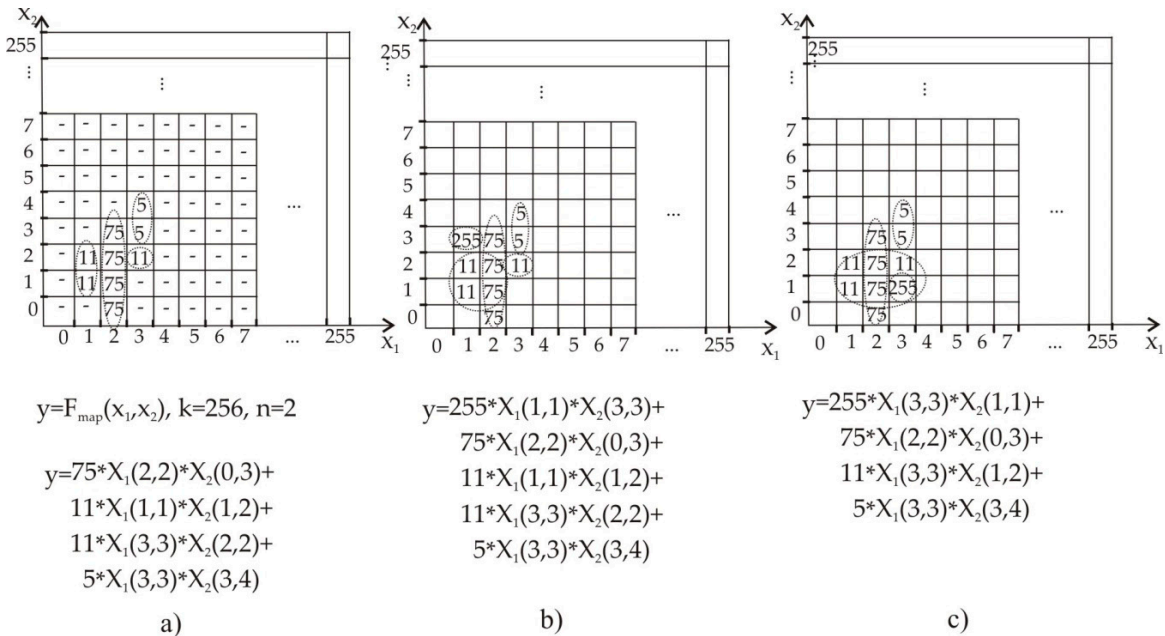 X₂
255
⋮ ⋮
7 - - - - - - - -
6 - - - - - - - -
5 - - - - - - - -
4 - - - 5 - - - - ...
3 - - 75 5 - - - -
2 - 11 75 11 - - - -
1 - 11 75 - - - - -
0 - - 75 - - - - -
0 1 2 3 4 5 6 7 ... 255 X₁
y=F_map(x₁,x₂), k=256, n=2
y=75*X₁(2,2)*X₂(0,3)+
11*X₁(1,1)*X₂(1,2)+
11*X₁(3,3)*X₂(2,2)+
5*X₁(3,3)*X₂(3,4)
a)
X₂
255
⋮ ⋮
7
6
5
4 5 ...
3 255 75 5
2 11 75 11
1 11 75
0 75
0 1 2 3 4 5 6 7 ... 255 X₁
y=255*X₁(1,1)*X₂(3,3)+
75*X₁(2,2)*X₂(0,3)+
11*X₁(1,1)*X₂(1,2)+
11*X₁(3,3)*X₂(2,2)+
5*X₁(3,3)*X₂(3,4)
b)
X₂
255
⋮ ⋮
7
6
5
4 5 ...
3 75 5
2 11 75 11
1 11 75 255
0 75
0 1 2 3 4 5 6 7 ... 255 X₁
y=255*X₁(3,3)*X₂(1,1)+
75*X₁(2,2)*X₂(0,3)+
11*X₁(3,3)*X₂(1,2)+
5*X₁(3,3)*X₂(3,4)
c)